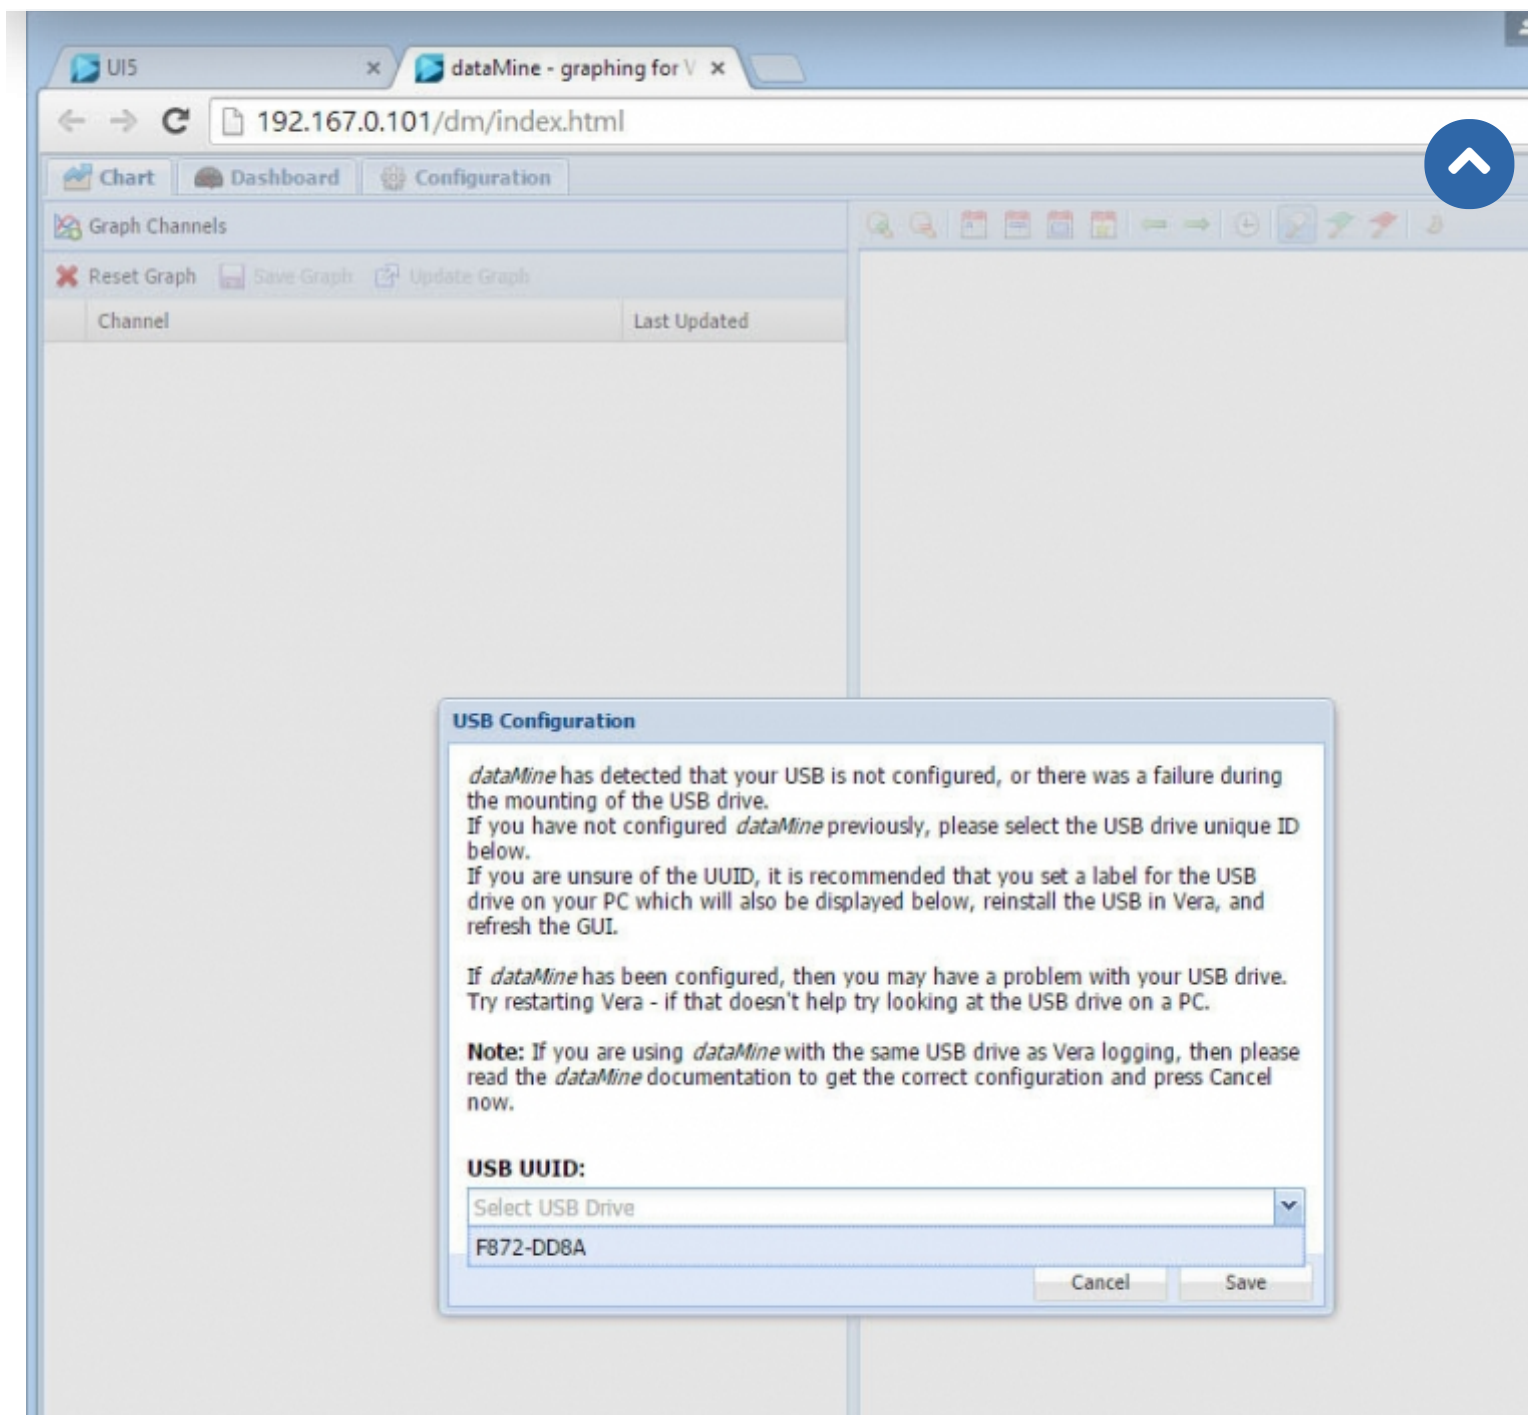 UI5
dataMine - graphing for V
192.167.0.101/dm/index.html
Chart Dashboard Configuration
Graph Channels
Reset Graph Save Graph Update Graph
Channel Last Updated
USB Configuration
dataMine has detected that your USB is not configured, or there was a failure during
the mounting of the USB drive.
If you have not configured dataMine previously, please select the USB drive unique ID
below.
If you are unsure of the UUID, it is recommended that you set a label for the USB
drive on your PC which will also be displayed below, reinstall the USB in Vera, and
refresh the GUI.
If dataMine has been configured, then you may have a problem with your USB drive.
Try restarting Vera - if that doesn't help try looking at the USB drive on a PC.
Note: If you are using dataMine with the same USB drive as Vera logging, then please
read the dataMine documentation to get the correct configuration and press Cancel
now.
USB UUID:
Select USB Drive
F872-DD8A
Cancel Save